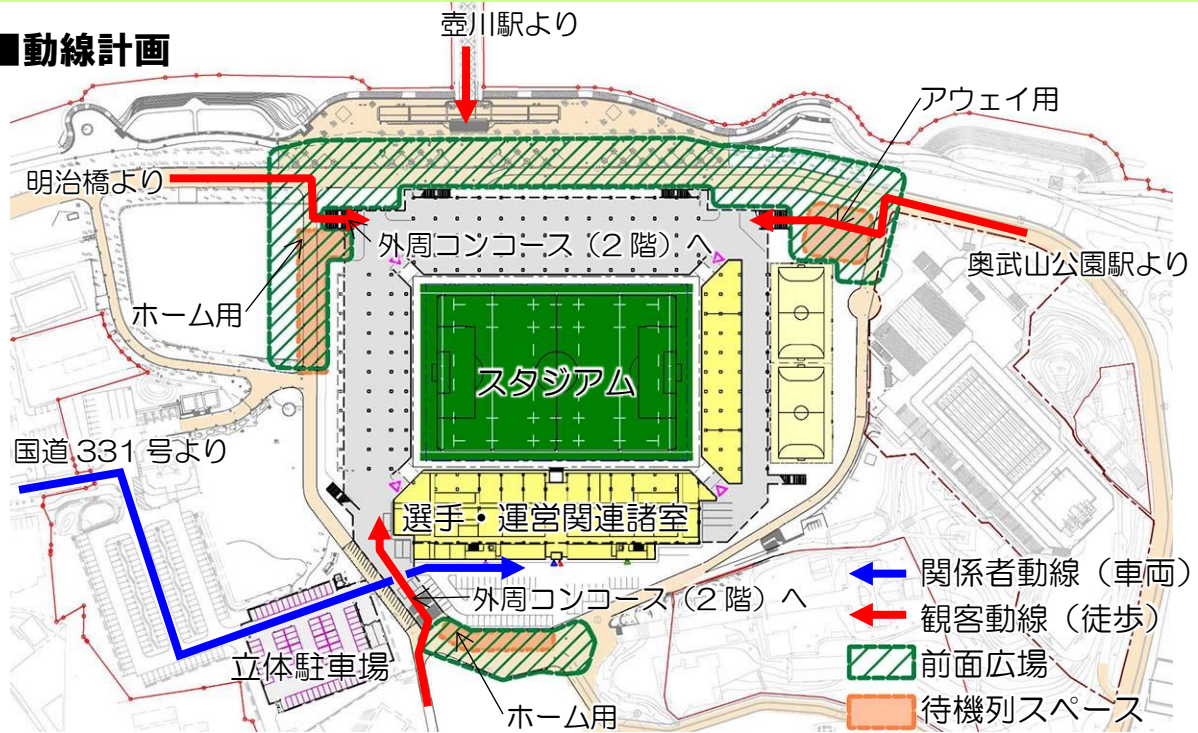 ■動線計画
壺川駅より
アウェイ用
明治橋より
外周コンコース（2階）へ
奥武山公園駅より
ホーム用
スタジアム
国道331号より
選手・運営関連諸室
関係者動線（車両）
外周コンコース（2階）へ
観客動線（徒歩）
前面広場
立体駐車場
待機列スペース
ホーム用